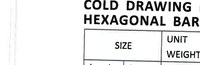 COLD DRAWING
HEXAGONAL BAR
SIZE
UNIT
WEIGHT